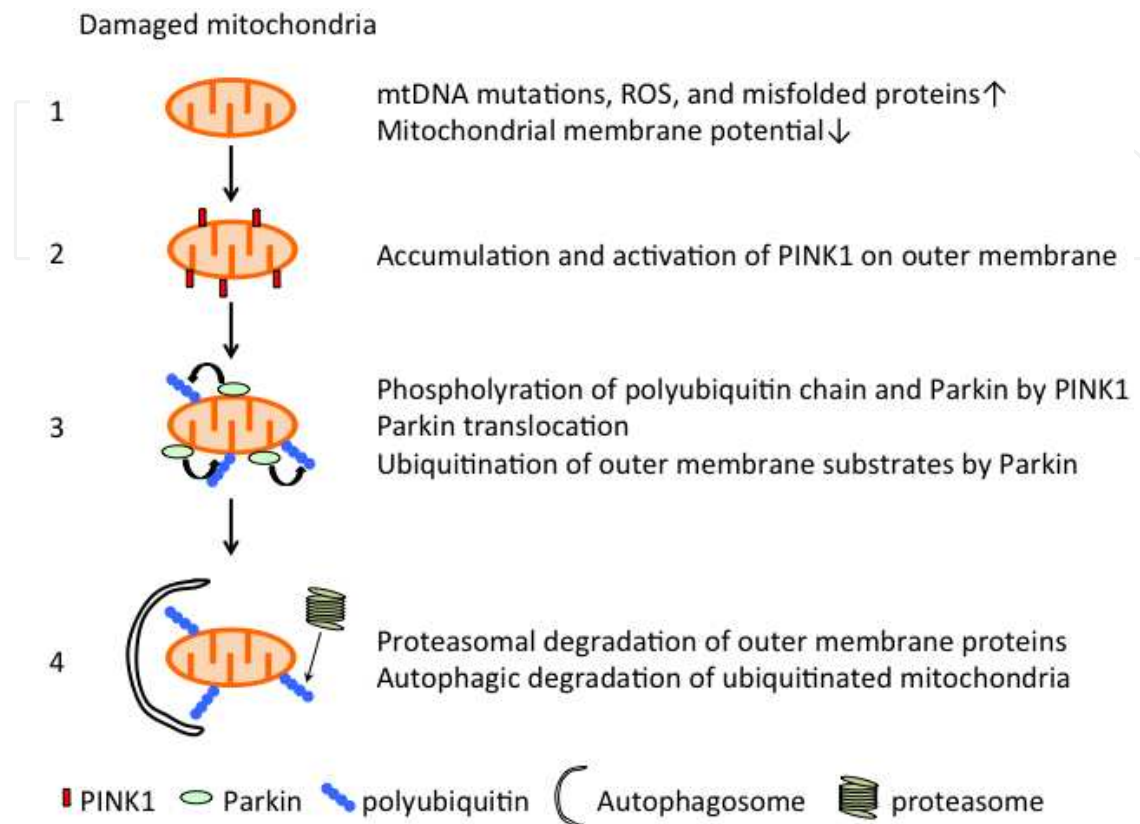 Damaged mitochondria
1
mtDNA mutations, ROS, and misfolded proteins↑
Mitochondrial membrane potential↓
2
Accumulation and activation of PINK1 on outer membrane
3
Phospholyration of polyubiquitin chain and Parkin by PINK1
Parkin translocation
Ubiquitination of outer membrane substrates by Parkin
4
Proteasomal degradation of outer membrane proteins
Autophagic degradation of ubiquitinated mitochondria
PINK1 Parkin polyubiquitin Autophagosome proteasome